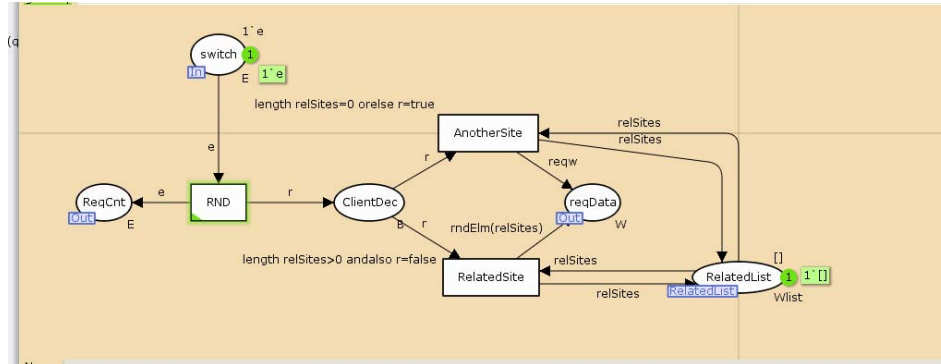 (q
1`e
switch
1
In
E
1`e
length relSites=0 orelse r=true
AnotherSite
relSites
relSites
e
r
reqw
ReqCnt
e
RND
r
ClientDec
reqData
Out
E
B
r
rndElm(relSites)
Out
W
length relSites>0 andalso r=false
RelatedSite
relSites
relSites
[]
RelatedList
1
1`[]
RelatedList
Wlist